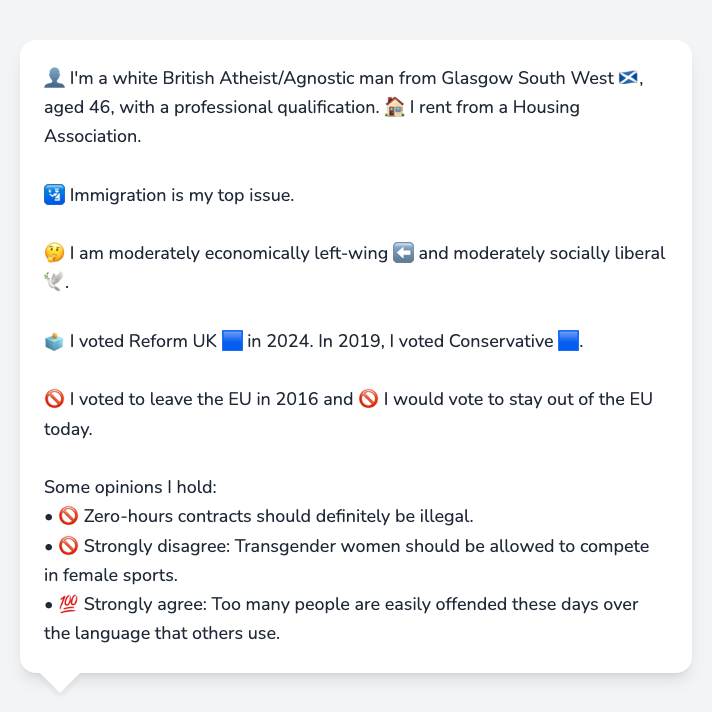 👤 I'm a white British Atheist/Agnostic man from Glasgow South West 🏴󠁧󠁢󠁳󠁣󠁴󠁿,
aged 46, with a professional qualification. 🏠 I rent from a Housing
Association.
🛂 Immigration is my top issue.
🤔 I am moderately economically left-wing ⬅️ and moderately socially liberal
🕊️.
🗳️ I voted Reform UK 🟦 in 2024. In 2019, I voted Conservative 🟦.
🚫 I voted to leave the EU in 2016 and 🚫 I would vote to stay out of the EU
today.
Some opinions I hold:
• 🚫 Zero-hours contracts should definitely be illegal.
• 🚫 Strongly disagree: Transgender women should be allowed to compete
in female sports.
• 💯 Strongly agree: Too many people are easily offended these days over
the language that others use.